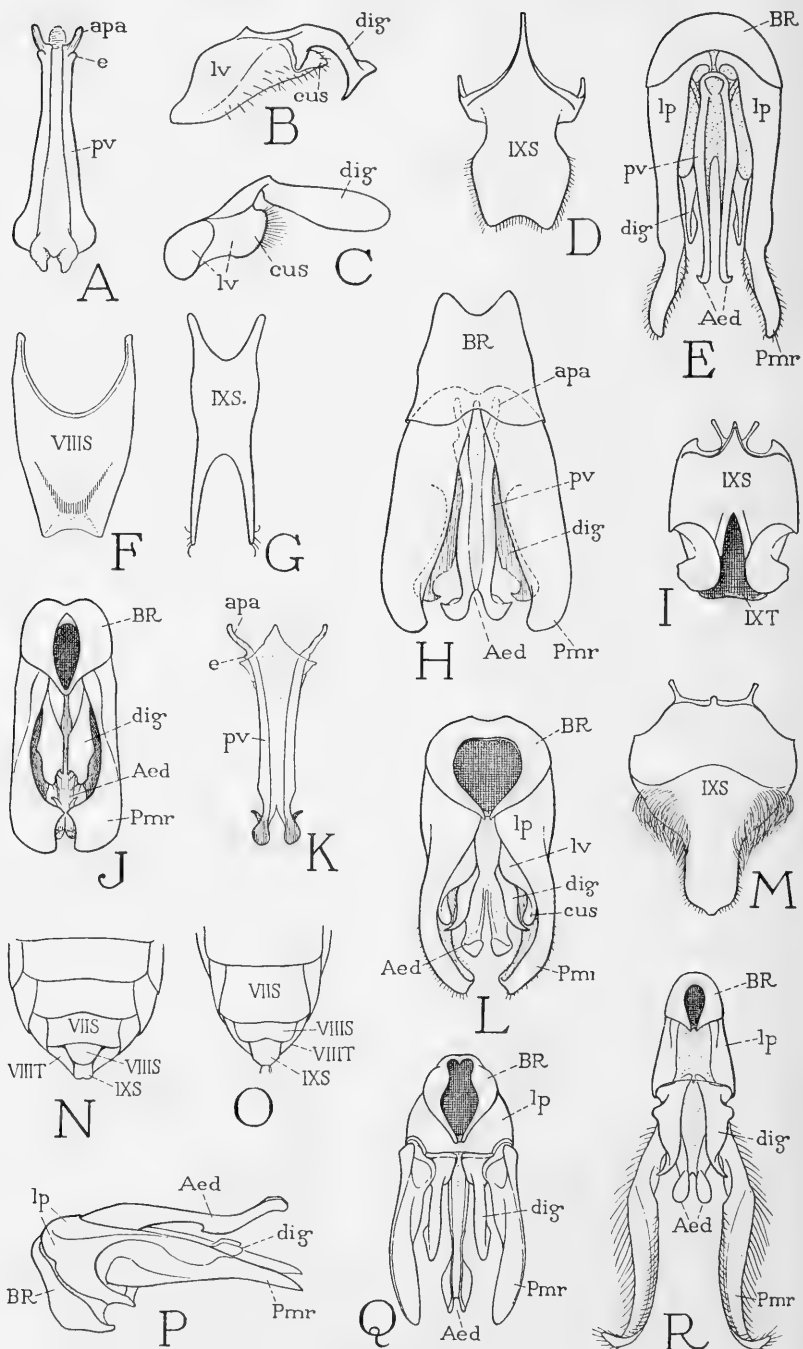 apa
e
pv
A
lv
dig
cus
B
dig
lv
cus
C
IXS
D
BR
lp
lp
pv
dig
Aed
Pmr
E
VIIIS
F
IXS.
G
BR
apa
pv
dig
Aed
Pmr
H
IXS
IXT
I
BR
dig
Aed
Pmr
J
apa
e
pv
K
BR
lp
lv
dig
cus
Aed
Pmr
L
IXS
M
VIIS
VIIIT
VIIIS
IXS
N
VIIS
VIIIS
VIIIT
IXS
O
lp
Aed
dig
BR
Pmr
P
BR
lp
dig
Pmr
Aed
Q
BR
lp
dig
Aed
Pmr
R